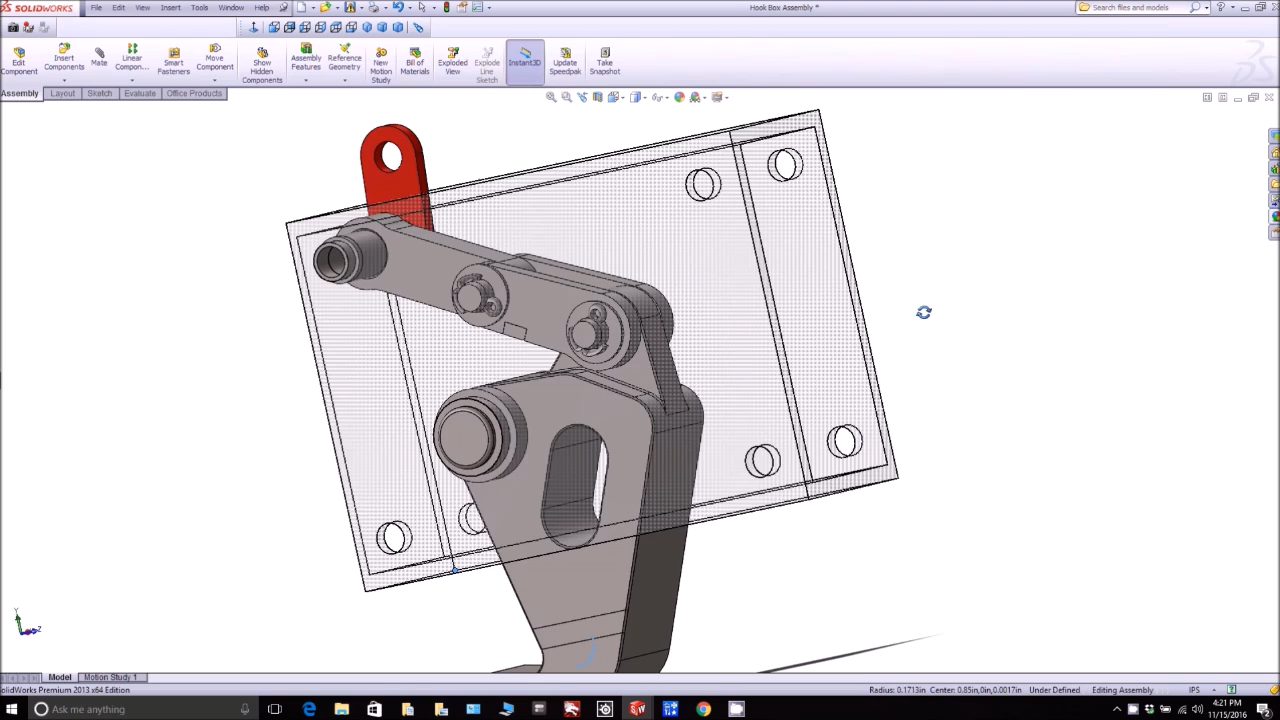 SOLIDWORKS File Edit View Insert Tools Window Help Hook Box Assembly * Search files and models
Edit Component
Insert Components
Mate
Linear Compon...
Smart Fasteners
Move Component
Show Hidden Components
Assembly Features
Reference Geometry
New Motion Study
Bill of Materials
Exploded View
Explode Line Sketch
Instant3D
Update Speedpak
Take Snapshot
Assembly Layout Sketch Evaluate Office Products
Y
Z
Model Motion Study 1
SolidWorks Premium 2013 x64 Edition Radius: 0.1713in Center: 0.85in,0in,0.0017in Under Defined Editing Assembly IPS
Ask me anything
4:21 PM
11/15/2016